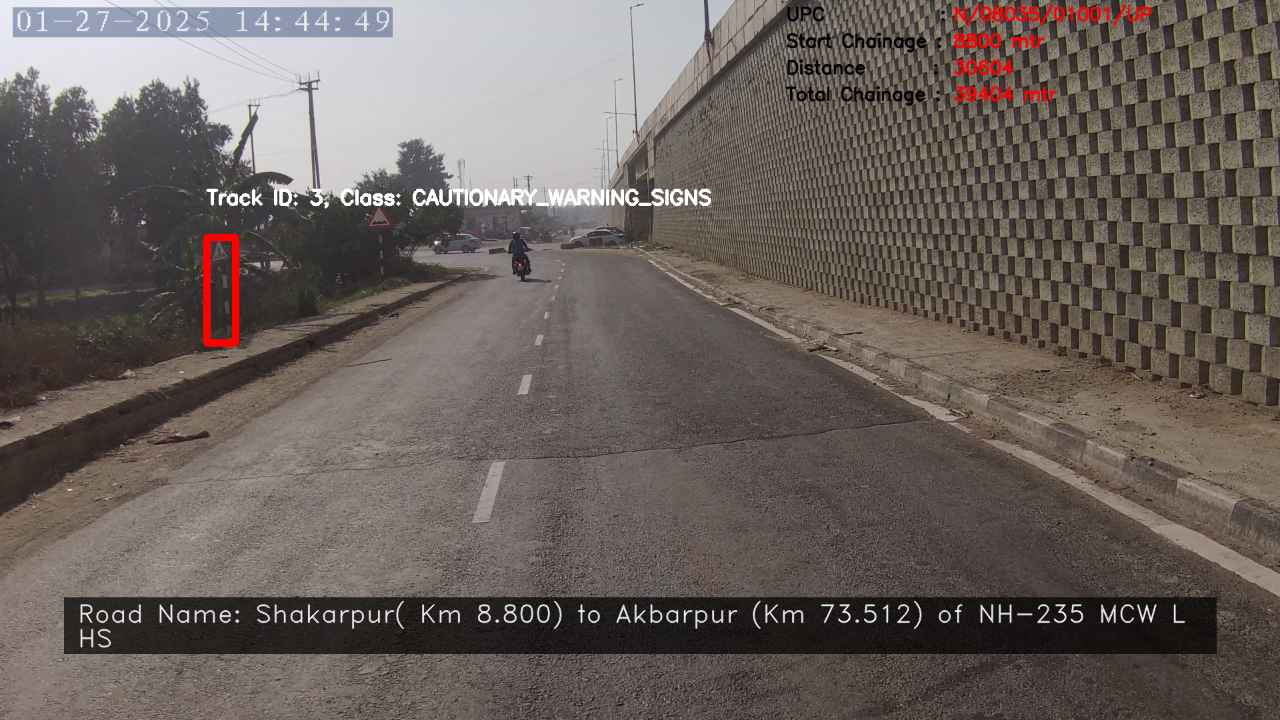 01-27-2025 14:44:49
UPC : N/08035/01001/UP
Start Chainage : 8800 mtr
Distance : 30604
Total Chainage : 39404 mtr
Track ID: 3, Class: CAUTIONARY_WARNING_SIGNS
Road Name: Shakarpur( Km 8.800) to Akbarpur (Km 73.512) of NH-235 MCW L
HS